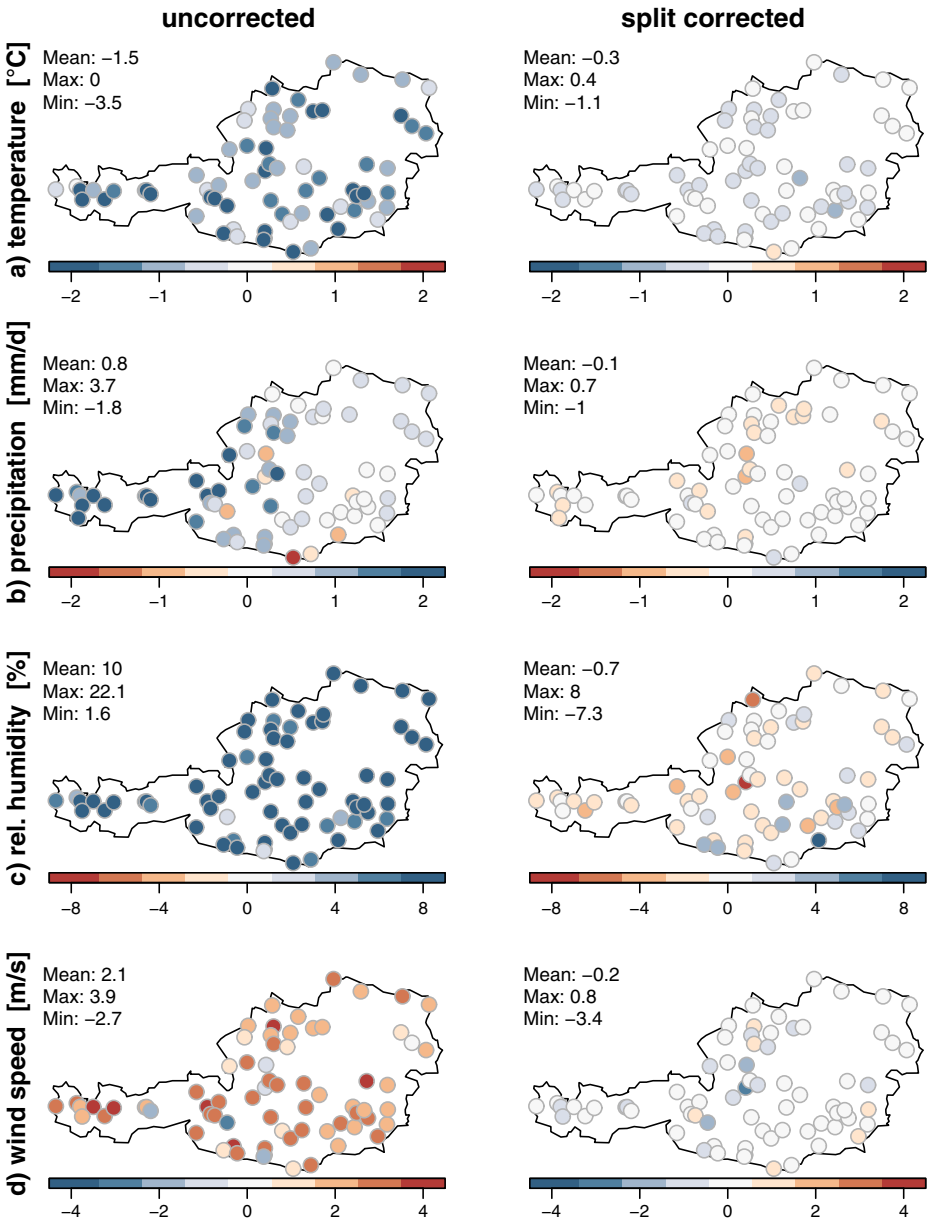 uncorrected
split corrected
a) temperature [°C]
Mean: −1.5
Max: 0
Min: −3.5
−2 −1 0 1 2
Mean: −0.3
Max: 0.4
Min: −1.1
−2 −1 0 1 2
b) precipitation [mm/d]
Mean: 0.8
Max: 3.7
Min: −1.8
−2 −1 0 1 2
Mean: −0.1
Max: 0.7
Min: −1
−2 −1 0 1 2
c) rel. humidity [%]
Mean: 10
Max: 22.1
Min: 1.6
−8 −4 0 4 8
Mean: −0.7
Max: 8
Min: −7.3
−8 −4 0 4 8
d) wind speed [m/s]
Mean: 2.1
Max: 3.9
Min: −2.7
−4 −2 0 2 4
Mean: −0.2
Max: 0.8
Min: −3.4
−4 −2 0 2 4